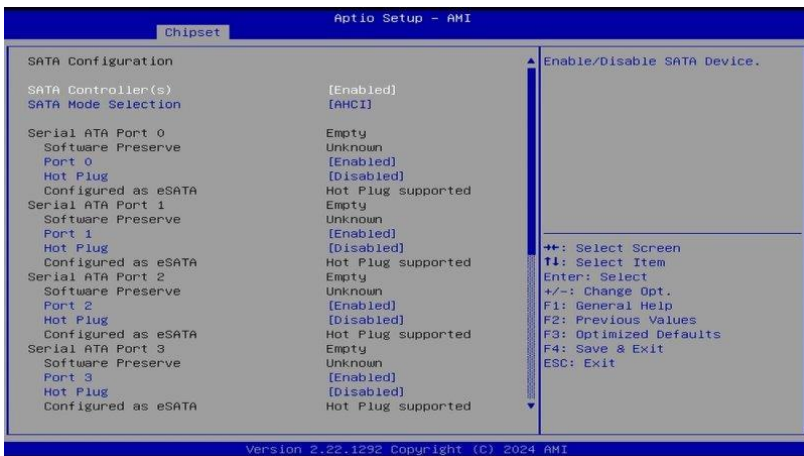 Aptio Setup – AMI
Chipset
SATA Configuration
SATA Controller(s) [Enabled]
SATA Mode Selection [AHCI]
Serial ATA Port 0 Empty
Software Preserve Unknown
Port 0 [Enabled]
Hot Plug [Disabled]
Configured as eSATA Hot Plug supported
Serial ATA Port 1 Empty
Software Preserve Unknown
Port 1 [Enabled]
Hot Plug [Disabled]
Configured as eSATA Hot Plug supported
Serial ATA Port 2 Empty
Software Preserve Unknown
Port 2 [Enabled]
Hot Plug [Disabled]
Configured as eSATA Hot Plug supported
Serial ATA Port 3 Empty
Software Preserve Unknown
Port 3 [Enabled]
Hot Plug [Disabled]
Configured as eSATA Hot Plug supported
Enable/Disable SATA Device.
→←: Select Screen
↑↓: Select Item
Enter: Select
+/-: Change Opt.
F1: General Help
F2: Previous Values
F3: Optimized Defaults
F4: Save & Exit
ESC: Exit
Version 2.22.1292 Copyright (C) 2024 AMI